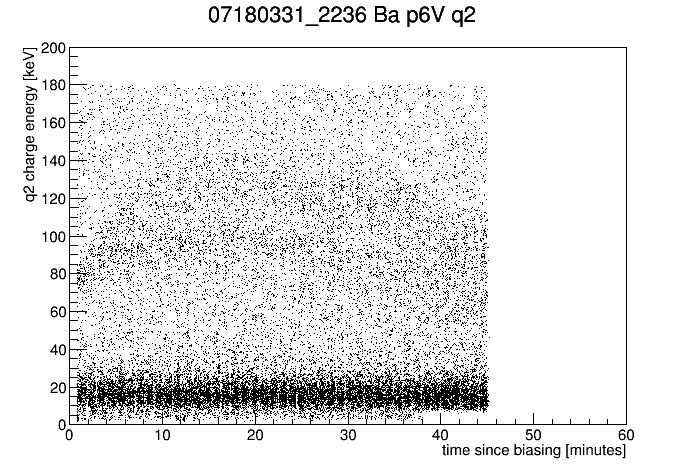 07180331_2236 Ba p6V q2
q2 charge energy [keV]
200
180
160
140
120
100
80
60
40
20
0
0 10 20 30 40 50 60
time since biasing [minutes]